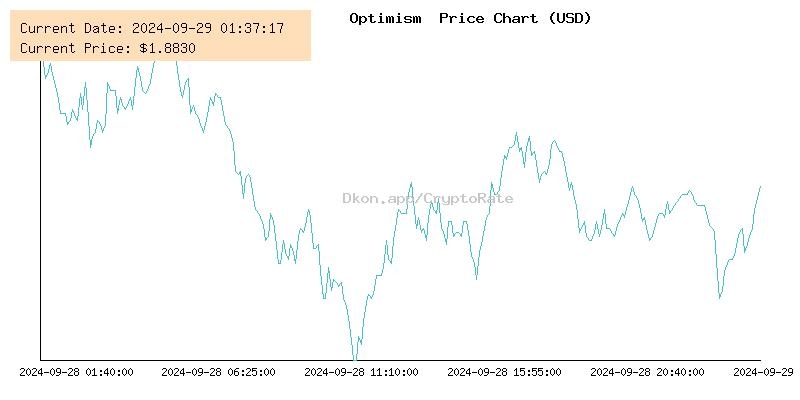 Optimism Price Chart (USD)
Current Date: 2024-09-29 01:37:17
Current Price: $1.8830
Dkon.app/CryptoRate
2024-09-28 01:40:00 2024-09-28 06:25:00 2024-09-28 11:10:00 2024-09-28 15:55:00 2024-09-28 20:40:00 2024-09-29